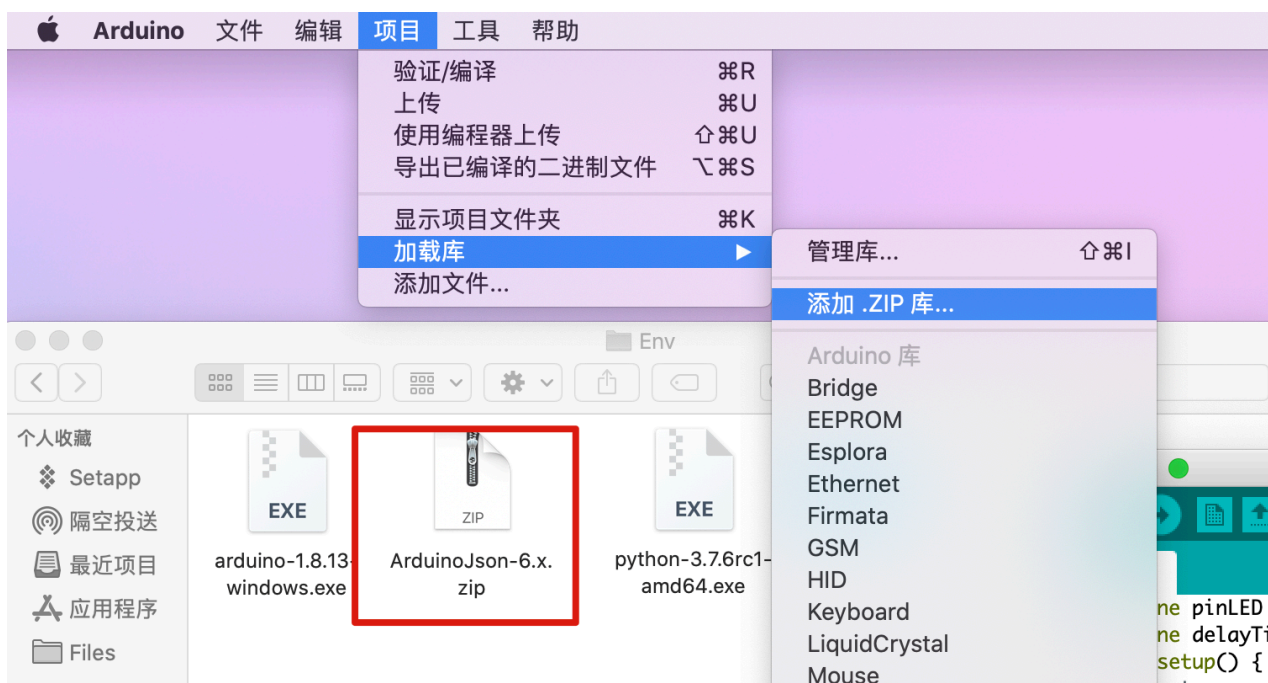 Arduino 文件 编辑 项目 工具 帮助
验证/编译 ⌘R
上传 ⌘U
使用编程器上传 ⇧⌘U
导出已编译的二进制文件 ⌥⌘S
显示项目文件夹 ⌘K
加载库 ▶
添加文件...
管理库... ⇧⌘I
添加 .ZIP 库...
Arduino 库
Bridge
EEPROM
Esplora
Ethernet
Firmata
GSM
HID
Keyboard
LiquidCrystal
Mouse
Env
个人收藏
Setapp
隔空投送
最近项目
应用程序
Files
EXE
arduino-1.8.13-
windows.exe
ZIP
ArduinoJson-6.x.
zip
EXE
python-3.7.6rc1-
amd64.exe
ne pinLED
ne delayTi
setup() {